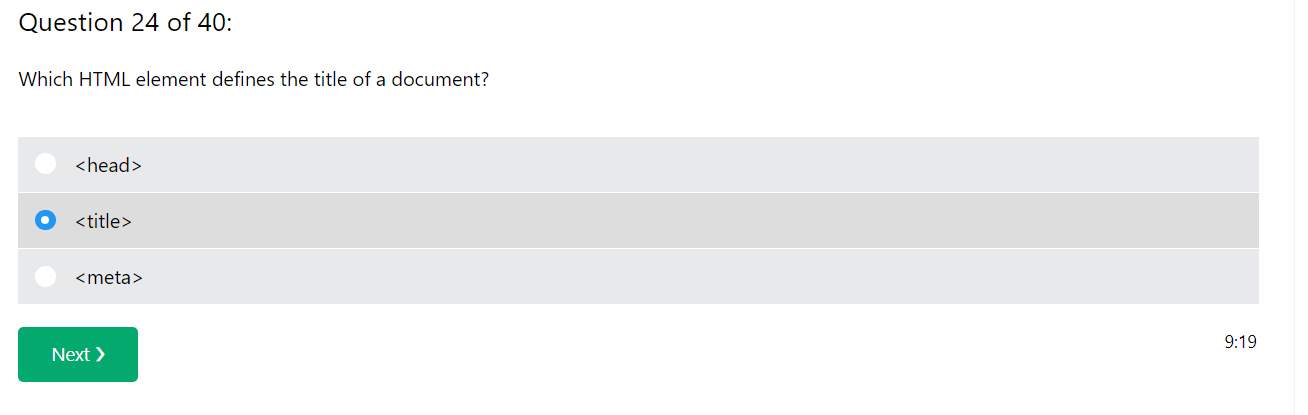 Question 24 of 40:
Which HTML element defines the title of a document?
<head>
<title>
<meta>
Next ❯
9:19